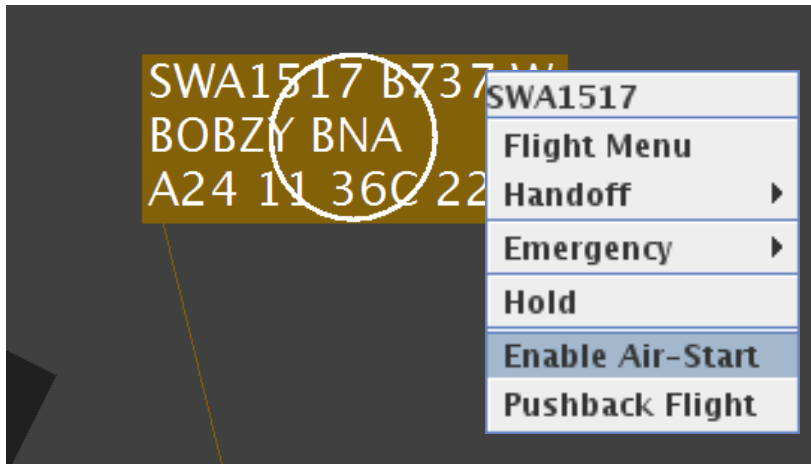 SWA1517 B737 W
BOBZY BNA
A24 11 36C 22
SWA1517
Flight Menu
Handoff
Emergency
Hold
Enable Air-Start
Pushback Flight